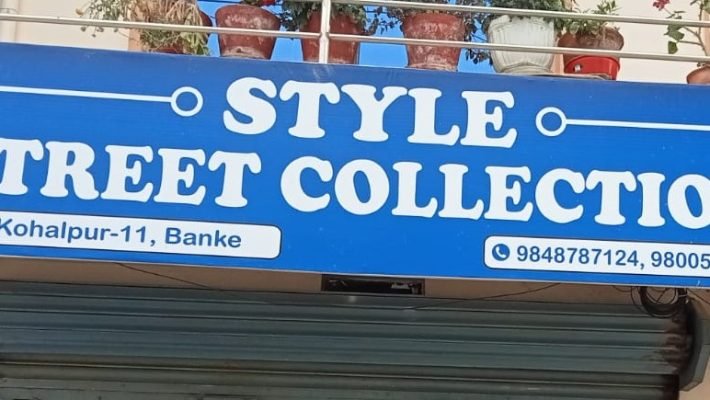 STYLE
TREET COLLECTIO
Kohalpur-11, Banke
9848787124, 98005